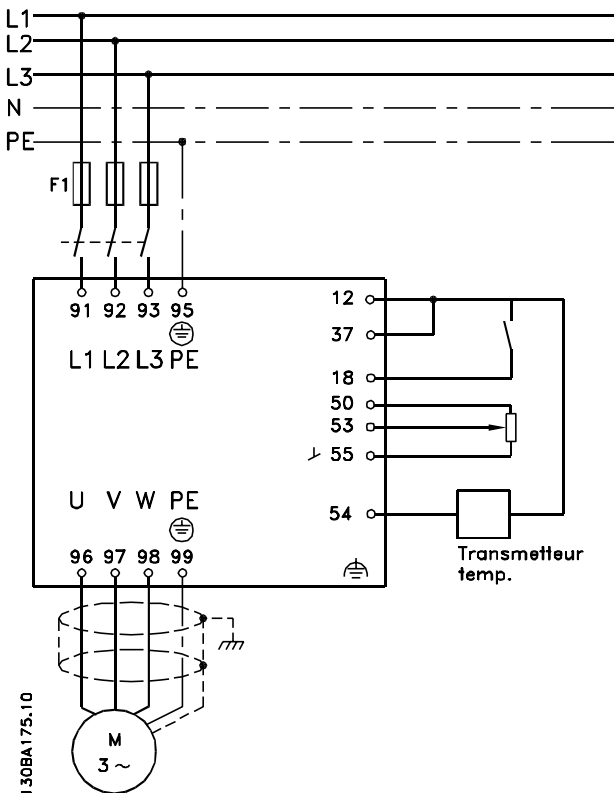 L1
L2
L3
N
PE
F1
91 92 93 95
L1 L2 L3 PE
12
37
18
50
53
55
54
U V W PE
96 97 98 99
Transmetteur
temp.
M
3 ~
130BA175.10